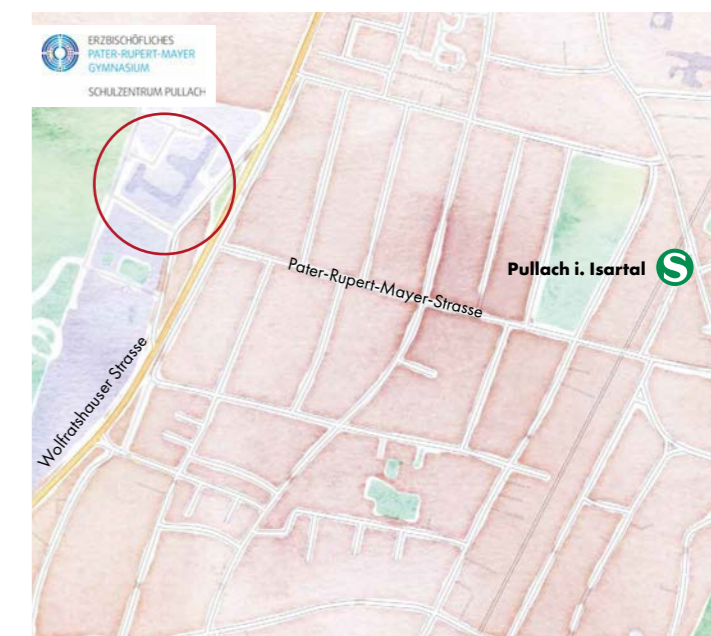 ERZBISCHÖFLICHES
PATER-RUPERT-MAYER
GYMNASIUM
SCHULZENTRUM PULLACH
Pullach i. Isartal
S
Pater-Rupert-Mayer-Strasse
Wolfratshauser Strasse